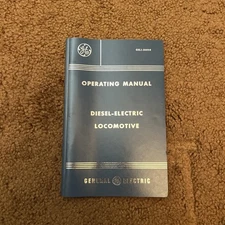 OPERATING MANUAL
DIESEL-ELECTRIC
LOCOMOTIVE
GENERAL ELECTRIC